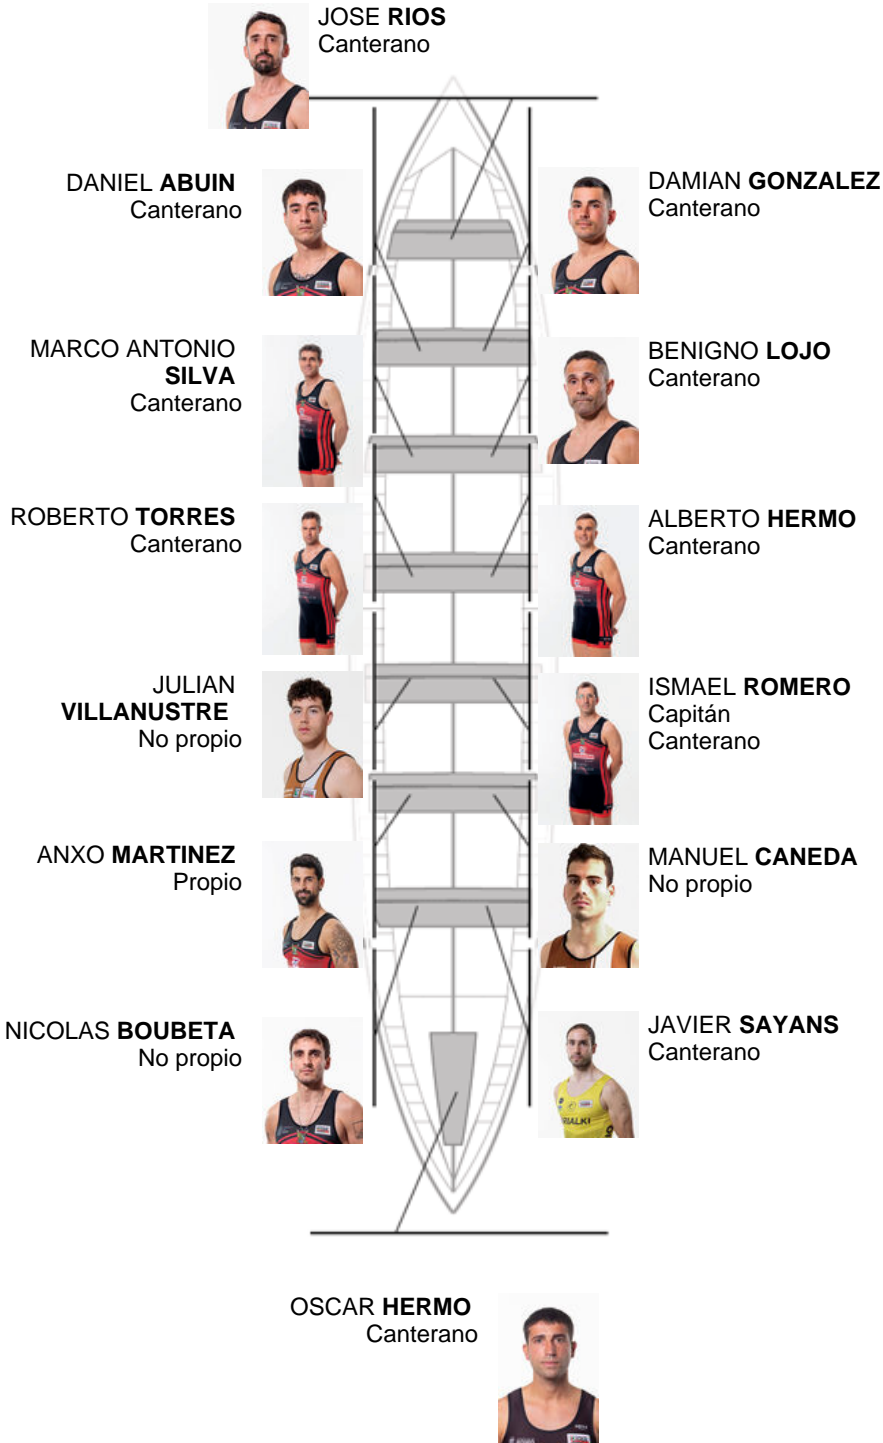 JOSE RIOS
Canterano
DANIEL ABUIN
Canterano
DAMIAN GONZALEZ
Canterano
MARCO ANTONIO
SILVA
Canterano
BENIGNO LOJO
Canterano
ROBERTO TORRES
Canterano
ALBERTO HERMO
Canterano
JULIAN
VILLANUSTRE
No propio
ISMAEL ROMERO
Capitán
Canterano
ANXO MARTINEZ
Propio
MANUEL CANEDA
No propio
NICOLAS BOUBETA
No propio
JAVIER SAYANS
Canterano
OSCAR HERMO
Canterano